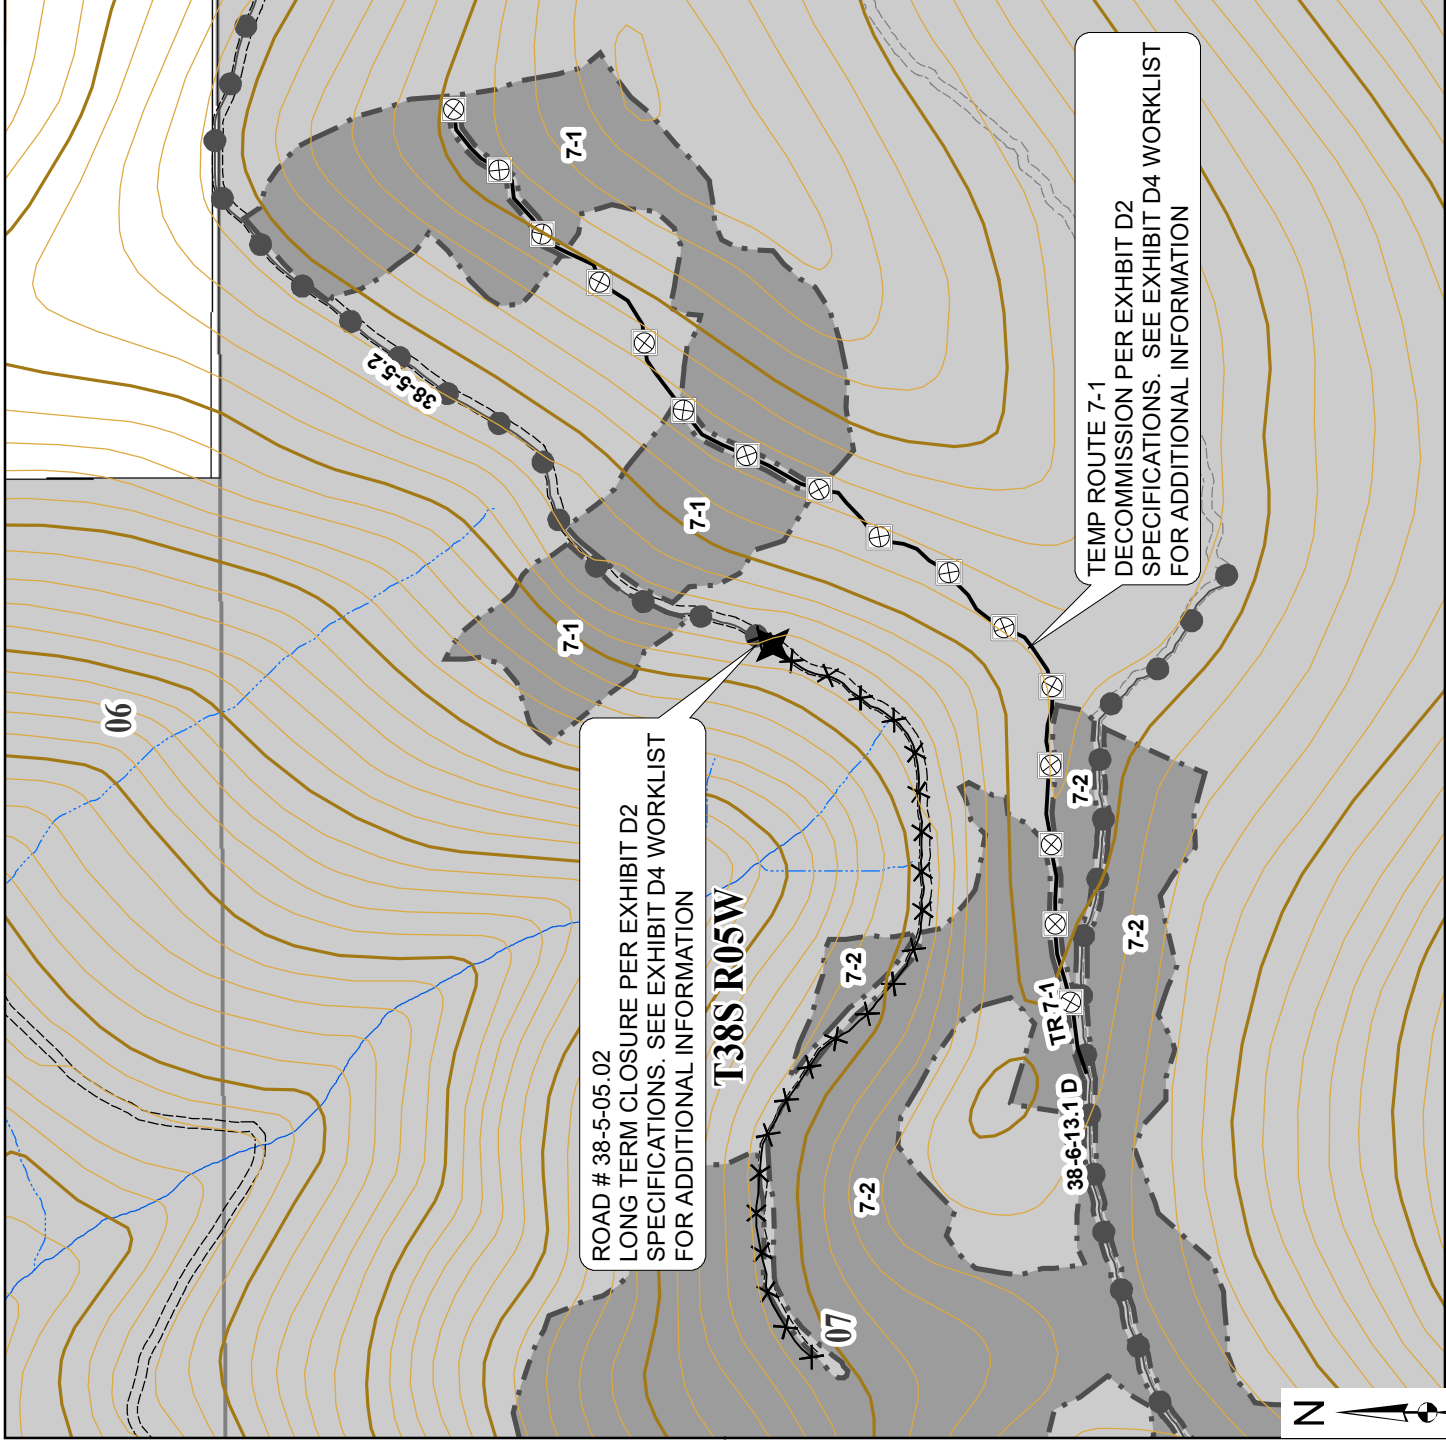 06
38-5-5.2
7-1
7-1
7-1
ROAD # 38-5-05.02
LONG TERM CLOSURE PER EXHIBIT D2
SPECIFICATIONS. SEE EXHIBIT D4 WORKLIST
FOR ADDITIONAL INFORMATION
T38S R05W
TEMP ROUTE 7-1
DECOMMISSION PER EXHIBIT D2
SPECIFICATIONS.  SEE EXHIBIT D4 WORKLIST
FOR ADDITIONAL INFORMATION
7-2
7-2
7-2
7-2
TR 7-1
38-6-13.1 D
07
N